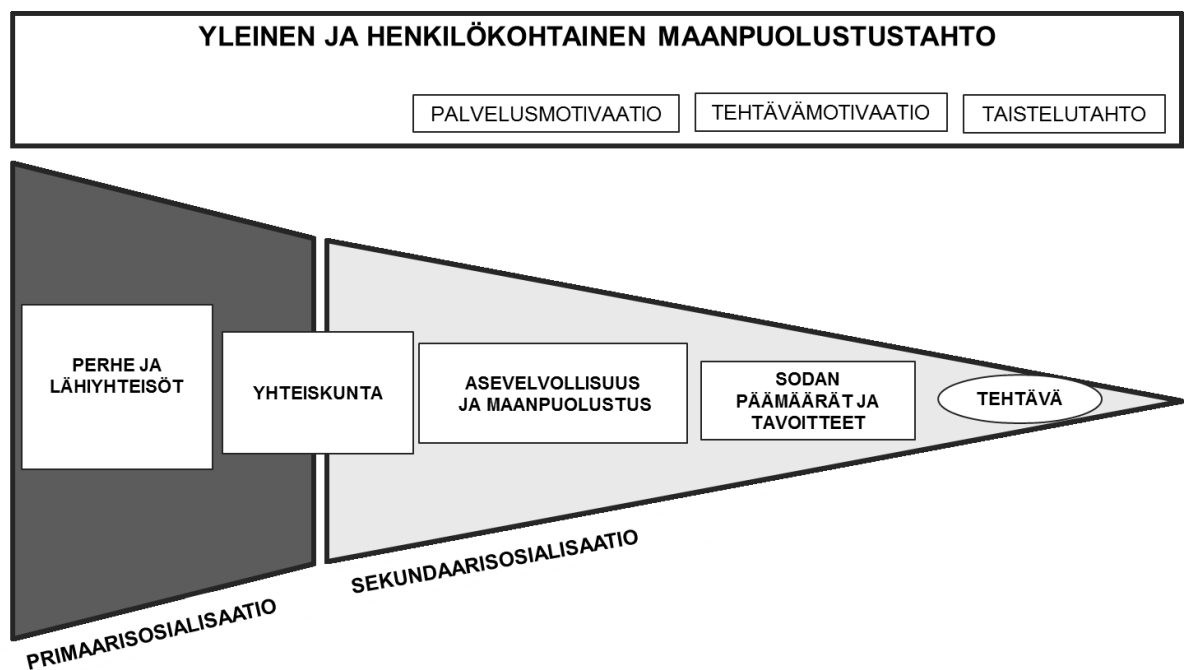 YLEINEN JA HENKILÖKOHTAINEN MAANPUOLUSTUSTAHTO
PALVELUSMOTIVAATIO
TEHTÄVÄMOTIVAATIO
TAISTELUTAHTO
PERHE JA
LÄHIYHTEISÖT
YHTEISKUNTA
ASEVELVOLLISUUS
JA MAANPUOLUSTUS
SODAN
PÄÄMÄÄRÄT JA
TAVOITTEET
TEHTÄVÄ
PRIMAARISOSIALISAATIO
SEKUNDAARISOSIALISAATIO